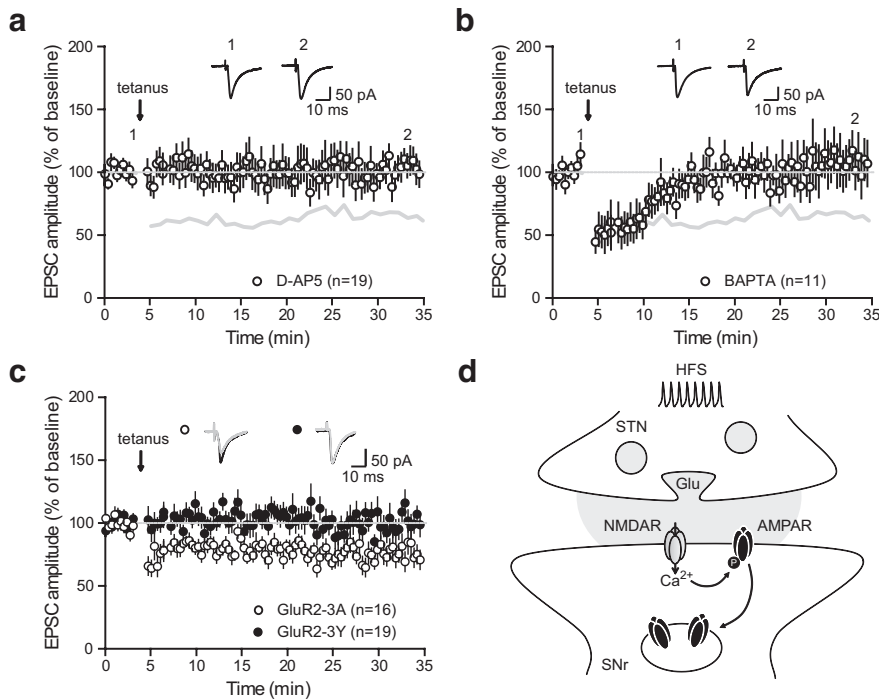 a
200
150
100
50
0
EPSC amplitude (% of baseline)
tetanus
1
2
50 pA
10 ms
1
2
D-AP5 (n=19)
0 5 10 15 20 25 30 35
Time (min)
b
200
150
100
50
0
EPSC amplitude (% of baseline)
tetanus
1
2
50 pA
10 ms
1
2
BAPTA (n=11)
0 5 10 15 20 25 30 35
Time (min)
c
200
150
100
50
0
EPSC amplitude (% of baseline)
tetanus
50 pA
10 ms
GluR2-3A (n=16)
GluR2-3Y (n=19)
0 5 10 15 20 25 30 35
Time (min)
d
HFS
STN
Glu
NMDAR
AMPAR
P
Ca2+
SNr